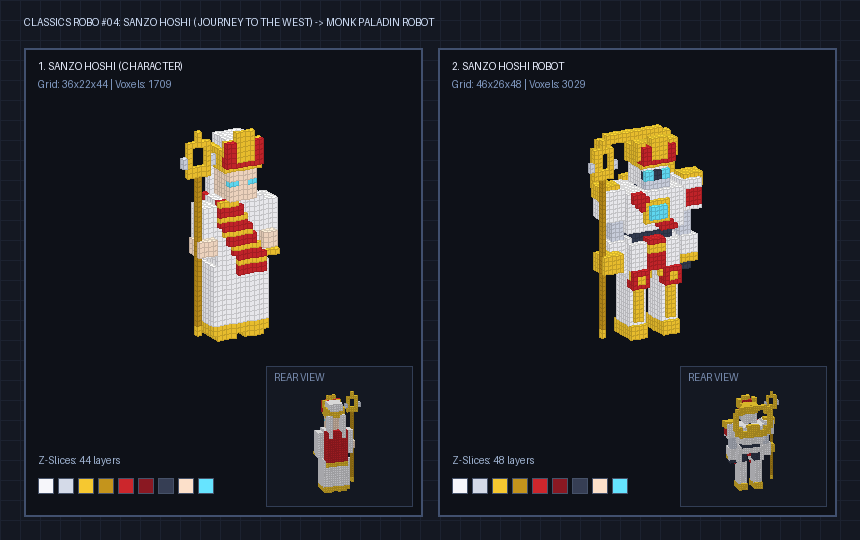 CLASSICS ROBO #04: SANZO HOSHI (JOURNEY TO THE WEST) -> MONK PALADIN ROBOT
1. SANZO HOSHI (CHARACTER)
Grid: 36x22x44 | Voxels: 1709
REAR VIEW
Z-Slices: 44 layers
2. SANZO HOSHI ROBOT
Grid: 46x26x48 | Voxels: 3029
REAR VIEW
Z-Slices: 48 layers